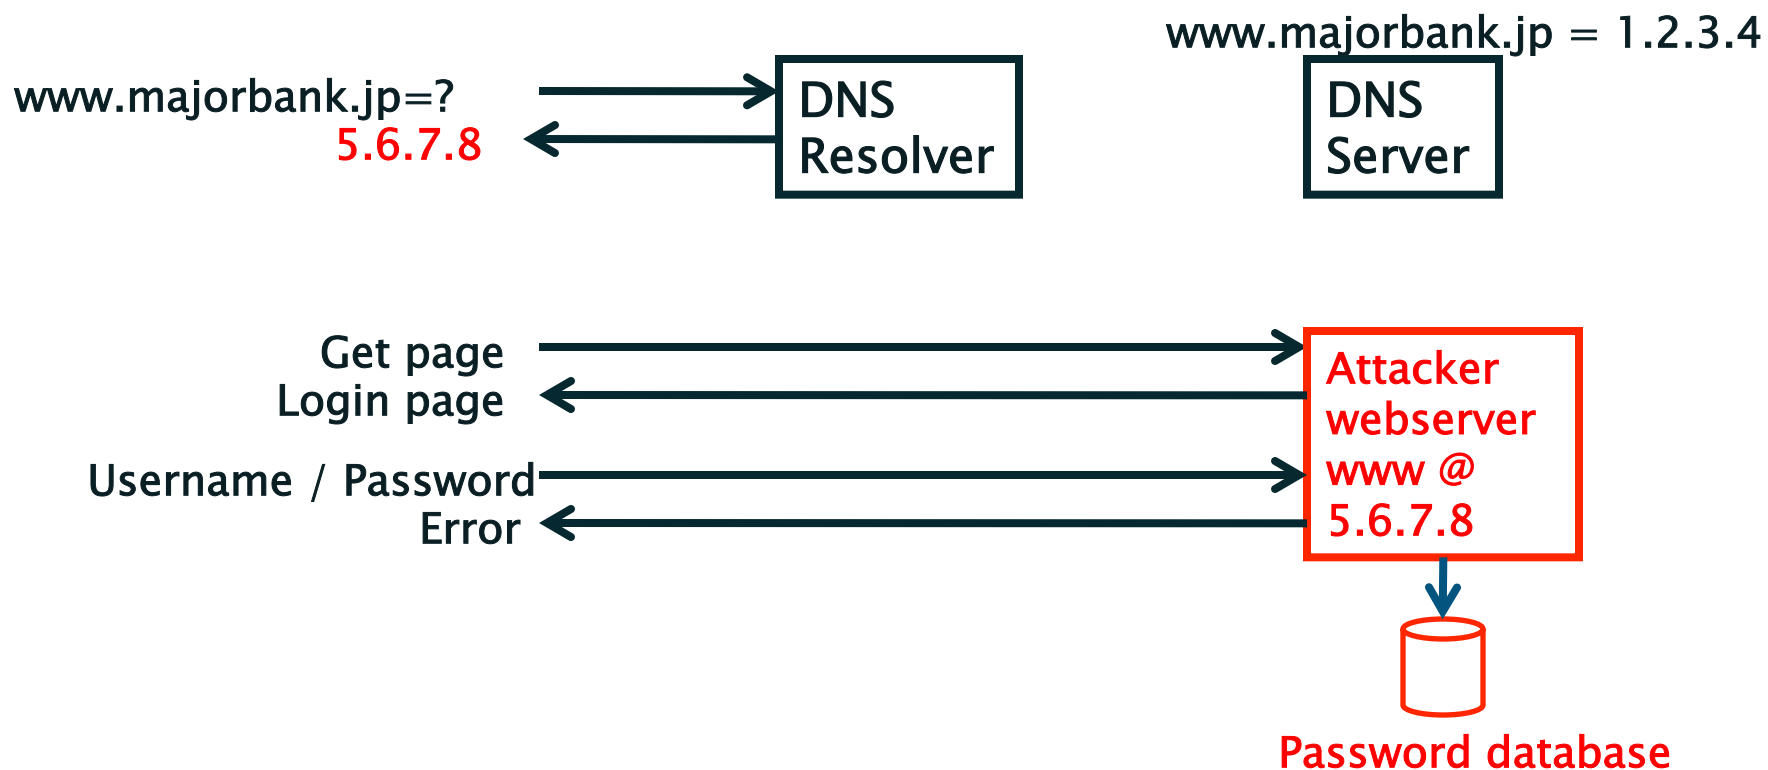 www.majorbank.jp = 1.2.3.4
www.majorbank.jp=?
5.6.7.8
DNS
Resolver
DNS
Server
Get page
Login page
Username / Password
Error
Attacker
webserver
www @
5.6.7.8
Password database